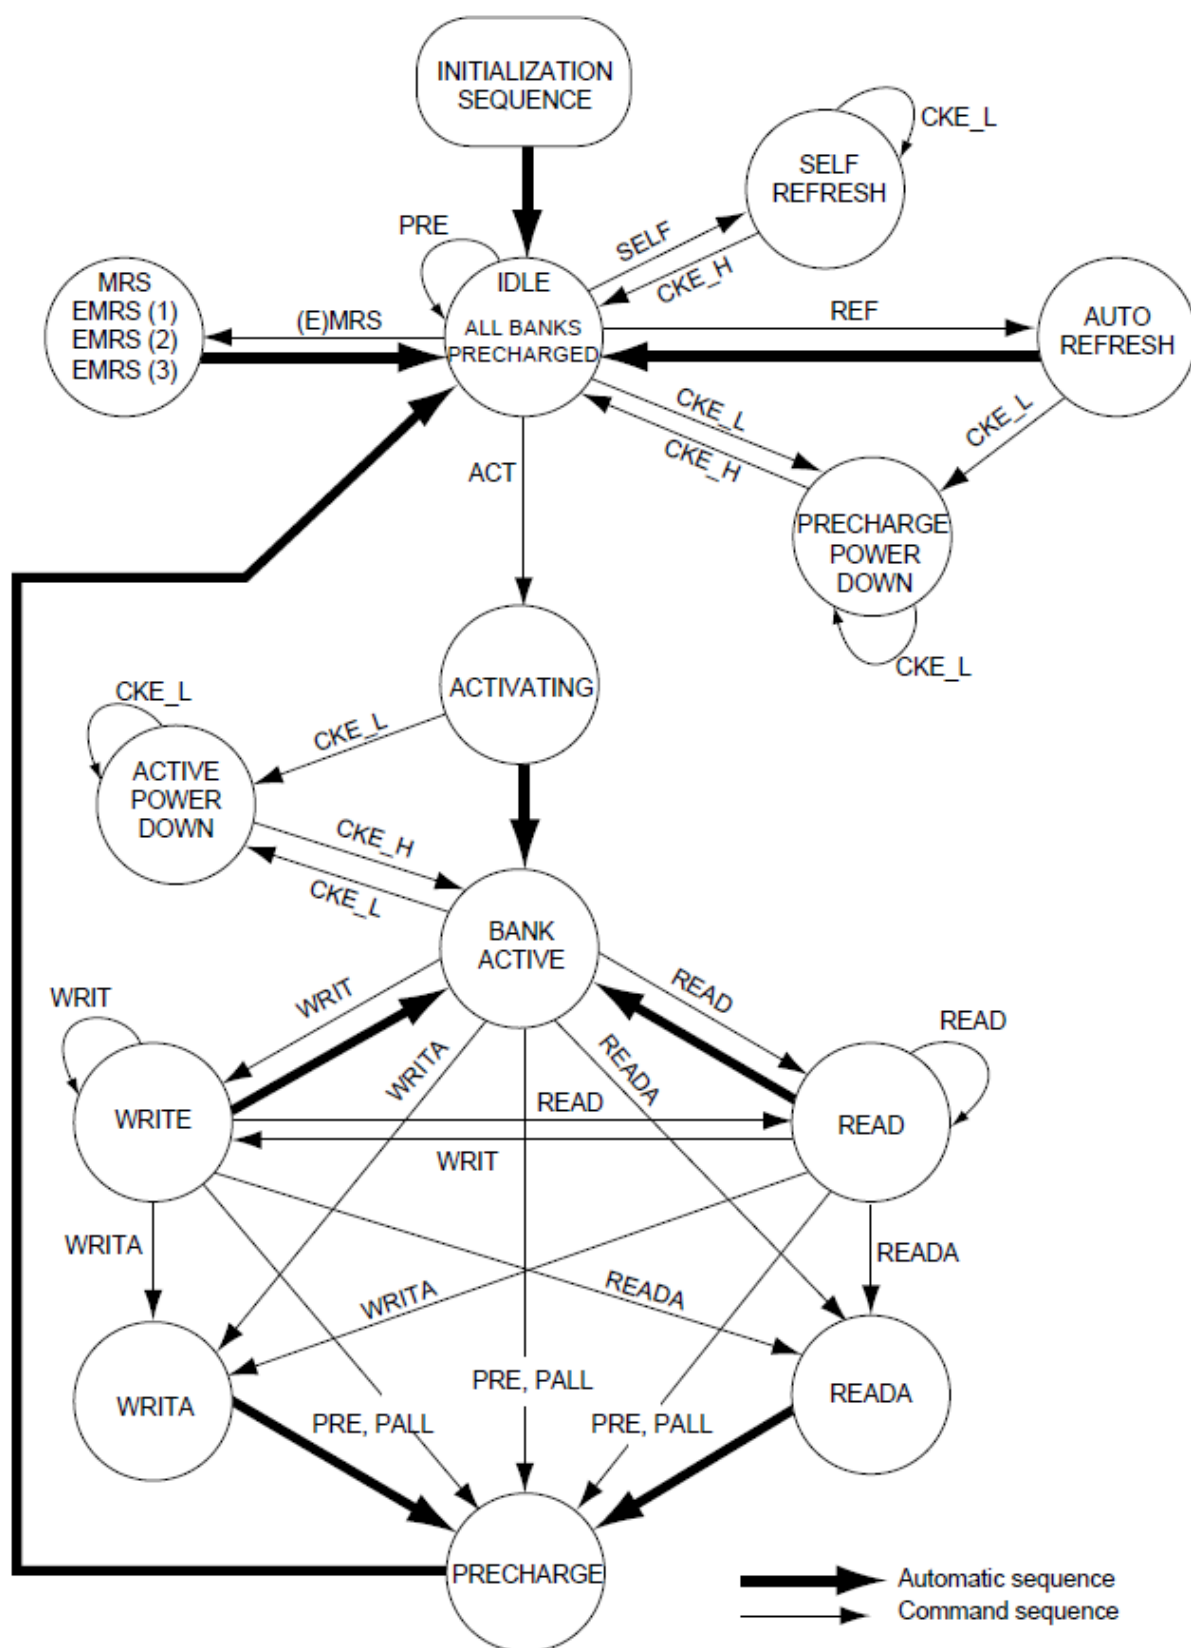 INITIALIZATION
SEQUENCE
CKE_L
SELF
REFRESH
PRE
SELF
CKE_H
IDLE
ALL BANKS
PRECHARGED
MRS
EMRS (1)
EMRS (2)
EMRS (3)
(E)MRS
REF
AUTO
REFRESH
CKE_L
CKE_H
CKE_L
ACT
PRECHARGE
POWER
DOWN
CKE_L
ACTIVATING
CKE_L
CKE_L
ACTIVE
POWER
DOWN
CKE_H
CKE_L
BANK
ACTIVE
WRIT
WRIT
READ
READ
WRITA
READA
WRITE
READ
WRIT
READ
WRITA
READA
WRITA
READA
WRITA
PRE, PALL
PRE, PALL
PRE, PALL
READA
PRECHARGE
Automatic sequence
Command sequence